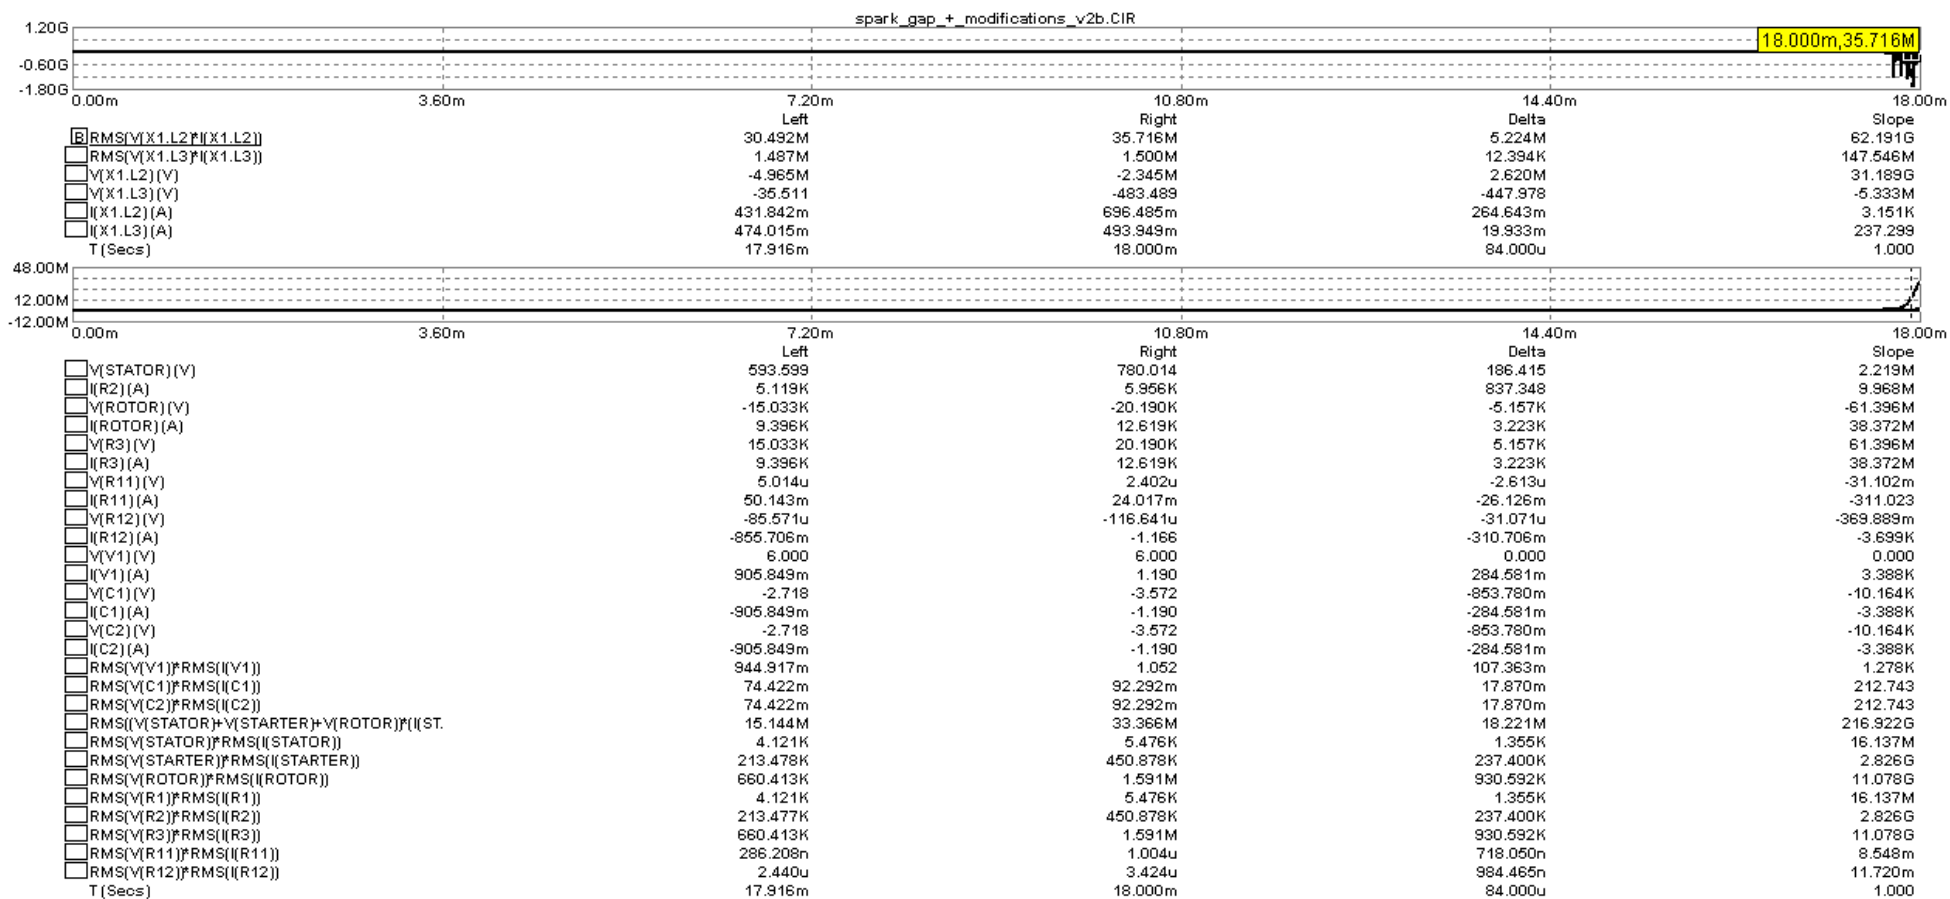 spark_gap_+_modifications_v2b.CIR
1.20G
18.000m,35.716M
-0.60G
-1.80G
0.00m 3.60m 7.20m 10.80m 14.40m 18.00m
Left Right Delta Slope
B RMS(V(X1.L2)*I(X1.L2)) 30.492M 35.716M 5.224M 62.191G
RMS(V(X1.L3)*I(X1.L3)) 1.487M 1.500M 12.394K 147.546M
V(X1.L2)(V) -4.965M -2.345M 2.620M 31.189G
V(X1.L3)(V) -35.511 -483.489 -447.978 -5.333M
I(X1.L2)(A) 431.842m 696.485m 264.643m 3.151K
I(X1.L3)(A) 474.015m 493.949m 19.933m 237.299
T(Secs) 17.916m 18.000m 84.000u 1.000
48.00M
12.00M
-12.00M
0.00m 3.60m 7.20m 10.80m 14.40m 18.00m
Left Right Delta Slope
V(STATOR)(V) 593.599 780.014 186.415 2.219M
I(R2)(A) 5.119K 5.956K 837.348 9.968M
V(ROTOR)(V) -15.033K -20.190K -5.157K -61.396M
I(ROTOR)(A) 9.396K 12.619K 3.223K 38.372M
V(R3)(V) 15.033K 20.190K 5.157K 61.396M
I(R3)(A) 9.396K 12.619K 3.223K 38.372M
V(R11)(V) 5.014u 2.402u -2.613u -31.102m
I(R11)(A) 50.143m 24.017m -26.126m -311.023
V(R12)(V) -85.571u -116.641u -31.071u -369.889m
I(R12)(A) -855.706m -1.166 -310.706m -3.699K
V(V1)(V) 6.000 6.000 0.000 0.000
I(V1)(A) 905.849m 1.190 284.581m 3.388K
V(C1)(V) -2.718 -3.572 -853.780m -10.164K
I(C1)(A) -905.849m -1.190 -284.581m -3.388K
V(C2)(V) -2.718 -3.572 -853.780m -10.164K
I(C2)(A) -905.849m -1.190 -284.581m -3.388K
RMS(V(V1))*RMS(I(V1)) 944.917m 1.052 107.363m 1.278K
RMS(V(C1))*RMS(I(C1)) 74.422m 92.292m 17.870m 212.743
RMS(V(C2))*RMS(I(C2)) 74.422m 92.292m 17.870m 212.743
RMS((V(STATOR)+V(STARTER)+V(ROTOR))*(I(ST. 15.144M 33.366M 18.221M 216.922G
RMS(V(STATOR))*RMS(I(STATOR)) 4.121K 5.476K 1.355K 16.137M
RMS(V(STARTER))*RMS(I(STARTER)) 213.478K 450.878K 237.400K 2.826G
RMS(V(ROTOR))*RMS(I(ROTOR)) 660.413K 1.591M 930.592K 11.078G
RMS(V(R1))*RMS(I(R1)) 4.121K 5.476K 1.355K 16.137M
RMS(V(R2))*RMS(I(R2)) 213.477K 450.878K 237.400K 2.826G
RMS(V(R3))*RMS(I(R3)) 660.413K 1.591M 930.592K 11.078G
RMS(V(R11))*RMS(I(R11)) 286.208n 1.004u 718.050n 8.548m
RMS(V(R12))*RMS(I(R12)) 2.440u 3.424u 984.465n 11.720m
T(Secs) 17.916m 18.000m 84.000u 1.000